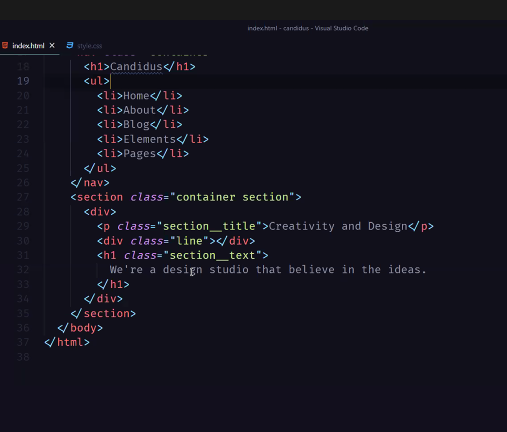 index.html - candidus - Visual Studio Code
index.html × style.css
18 <h1>Candidus</h1>
19 <ul>
20 <li>Home</li>
21 <li>About</li>
22 <li>Blog</li>
23 <li>Elements</li>
24 <li>Pages</li>
25 </ul>
26 </nav>
27 <section class="container section">
28 <div>
29 <p class="section__title">Creativity and Design</p>
30 <div class="line"></div>
31 <h1 class="section__text">
32 We're a design studio that believe in the ideas.
33 </h1>
34 </div>
35 </section>
36 </body>
37 </html>
38